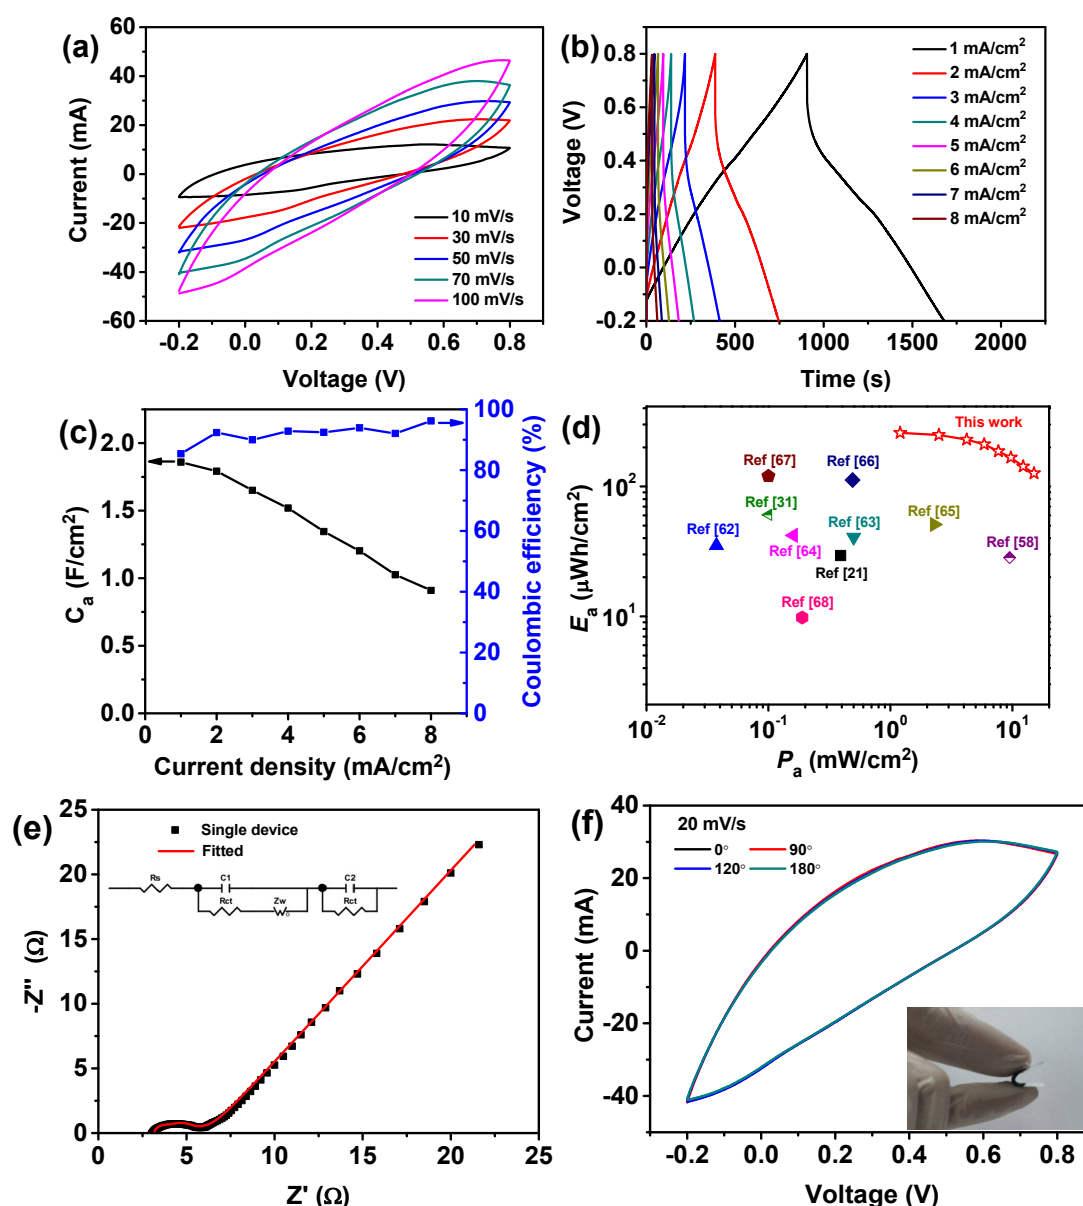 (a)
60
40
20
0
-20
-40
-60
Current (mA)
10 mV/s
30 mV/s
50 mV/s
70 mV/s
100 mV/s
-0.2 0.0 0.2 0.4 0.6 0.8
Voltage (V)
(b)
0.8
0.6
0.4
0.2
0.0
-0.2
Voltage (V)
1 mA/cm²
2 mA/cm²
3 mA/cm²
4 mA/cm²
5 mA/cm²
6 mA/cm²
7 mA/cm²
8 mA/cm²
0 500 1000 1500 2000
Time (s)
(c)
2.0
1.5
1.0
0.5
0.0
Cₐ (F/cm²)
100
80
60
40
20
0
Coulombic efficiency (%)
0 2 4 6 8
Current density (mA/cm²)
(d)
10²
10¹
Eₐ (μWh/cm²)
This work
Ref [67]
Ref [66]
Ref [31]
Ref [62]
Ref [64]
Ref [63]
Ref [65]
Ref [58]
Ref [21]
Ref [68]
10⁻² 10⁻¹ 10⁰ 10¹
Pₐ (mW/cm²)
(e)
25
20
15
10
5
0
-Z'' (Ω)
Single device
Fitted
Rs
C1
Rct
Zw
C2
Rct
0 5 10 15 20 25
Z' (Ω)
(f)
40
20
0
-20
-40
Current (mA)
20 mV/s
0° 90°
120° 180°
-0.2 0.0 0.2 0.4 0.6 0.8
Voltage (V)